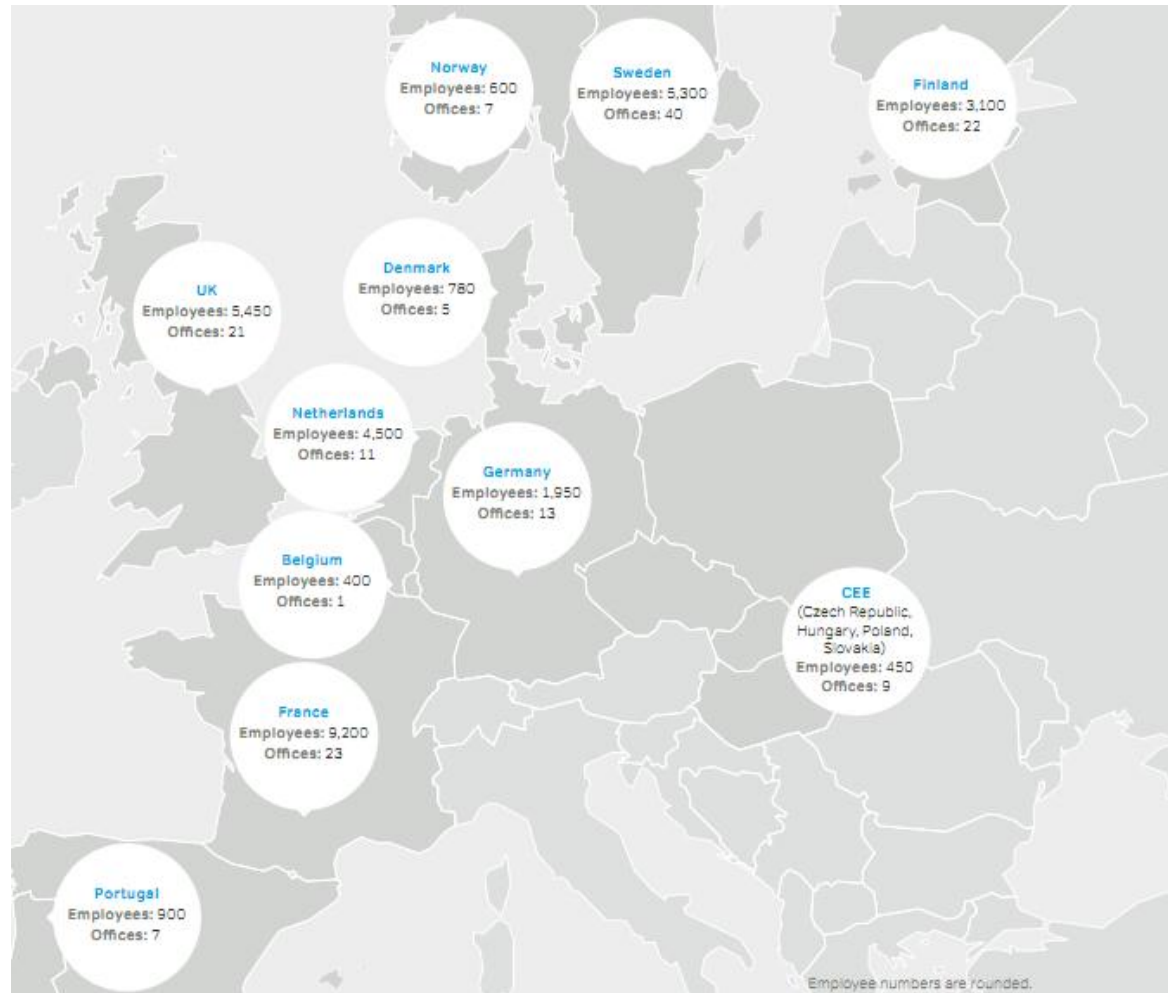 Norway
Employees: 600
Offices: 7
Sweden
Employees: 5,300
Offices: 40
Finland
Employees: 3,100
Offices: 22
UK
Employees: 5,450
Offices: 21
Denmark
Employees: 780
Offices: 5
Netherlands
Employees: 4,500
Offices: 11
Germany
Employees: 1,950
Offices: 13
Belgium
Employees: 400
Offices: 1
CEE
(Czech Republic,
Hungary, Poland,
Slovakia)
Employees: 450
Offices: 9
France
Employees: 9,200
Offices: 23
Portugal
Employees: 900
Offices: 7
Employee numbers are rounded.